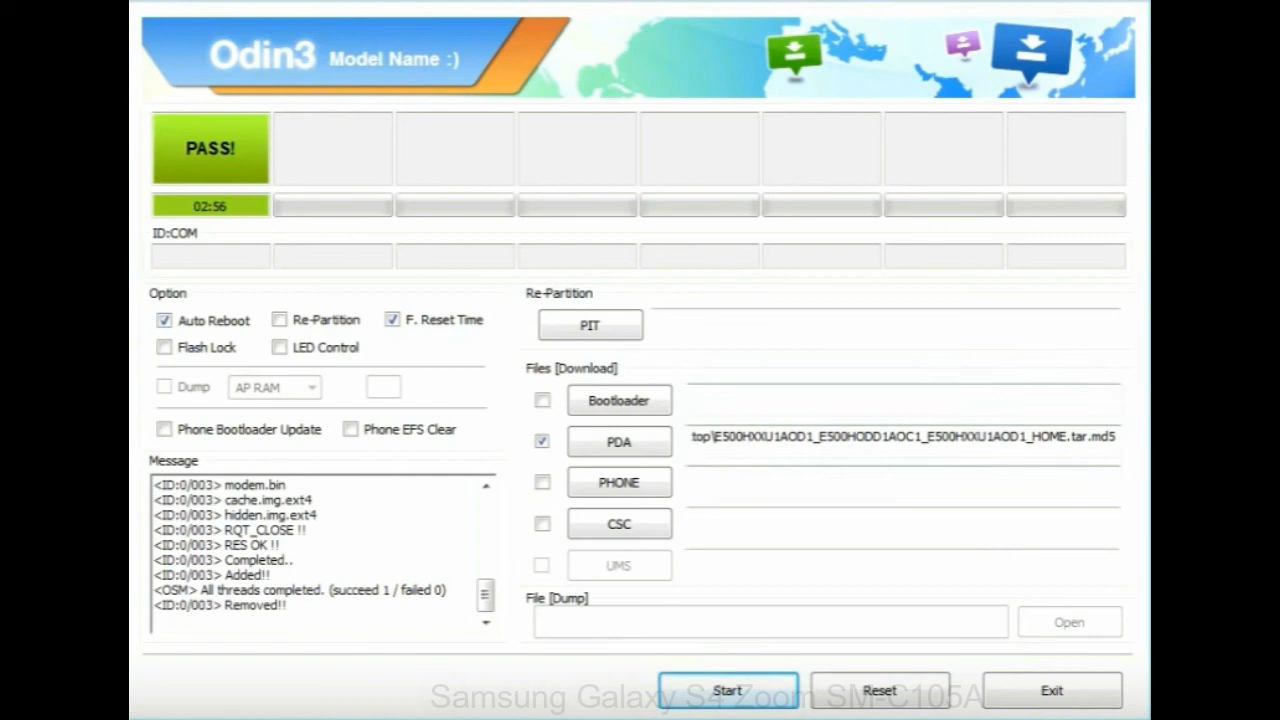 Odin3 Model Name :)
PASS!
02:56
ID:COM
Option
Auto Reboot Re-Partition F. Reset Time
Flash Lock LED Control
Dump AP RAM
Phone Bootloader Update Phone EFS Clear
Message
<ID:0/003> modem.bin
<ID:0/003> cache.img.ext4
<ID:0/003> hidden.img.ext4
<ID:0/003> RQT_CLOSE !!
<ID:0/003> RES OK !!
<ID:0/003> Completed..
<ID:0/003> Added!!
<OSM> All threads completed. (succeed 1 / failed 0)
<ID:0/003> Removed!!
Re-Partition
PIT
Files [Download]
Bootloader
PDA top\E500HXXU1AOD1_E500HODD1AOC1_E500HXXU1AOD1_HOME.tar.md5
PHONE
CSC
UMS
File [Dump]
Open
Start Reset Exit
Samsung Galaxy S4 Zoom SM-C105A